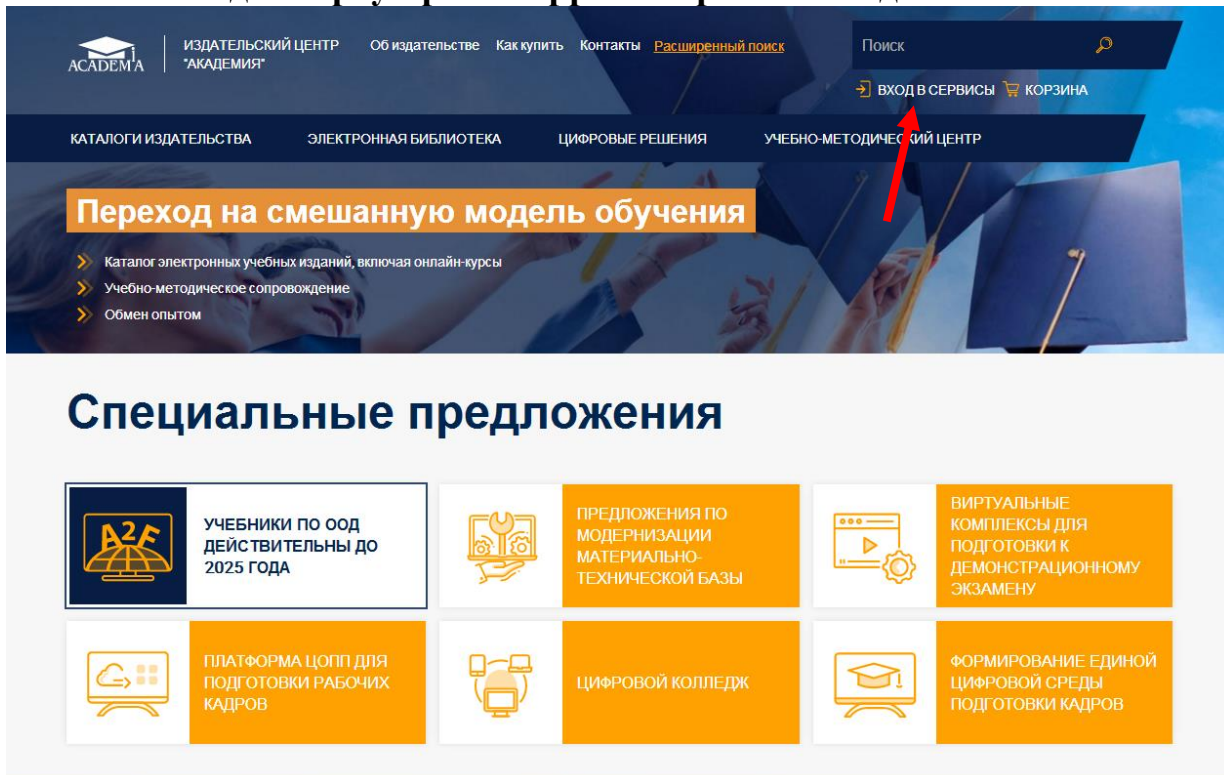 ACADEM'A
ИЗДАТЕЛЬСКИЙ ЦЕНТР
"АКАДЕМИЯ"
Об издательстве Как купить Контакты Расширенный поиск
Поиск
ВХОД В СЕРВИСЫ КОРЗИНА
КАТАЛОГИ ИЗДАТЕЛЬСТВА ЭЛЕКТРОННАЯ БИБЛИОТЕКА ЦИФРОВЫЕ РЕШЕНИЯ УЧЕБНО-МЕТОДИЧЕСКИЙ ЦЕНТР
Переход на смешанную модель обучения
Каталог электронных учебных изданий, включая онлайн-курсы
Учебно-методическое сопровождение
Обмен опытом
Специальные предложения
A2F
УЧЕБНИКИ ПО ООД
ДЕЙСТВИТЕЛЬНЫ ДО
2025 ГОДА
ПРЕДЛОЖЕНИЯ ПО
МОДЕРНИЗАЦИИ
МАТЕРИАЛЬНО-
ТЕХНИЧЕСКОЙ БАЗЫ
ВИРТУАЛЬНЫЕ
КОМПЛЕКСЫ ДЛЯ
ПОДГОТОВКИ К
ДЕМОНСТРАЦИОННОМУ
ЭКЗАМЕНУ
ПЛАТФОРМА ЦОПП ДЛЯ
ПОДГОТОВКИ РАБОЧИХ
КАДРОВ
ЦИФРОВОЙ КОЛЛЕДЖ
ФОРМИРОВАНИЕ ЕДИНОЙ
ЦИФРОВОЙ СРЕДЫ
ПОДГОТОВКИ КАДРОВ